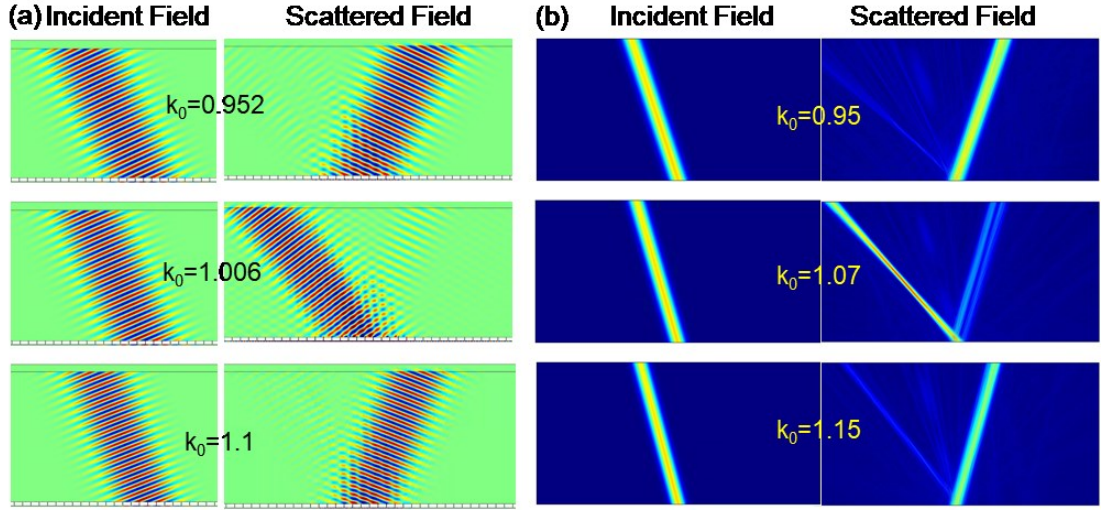 (a) Incident Field Scattered Field (b) Incident Field Scattered Field
k₀=0.952 k₀=0.95
k₀=1.006 k₀=1.07
k₀=1.1 k₀=1.15